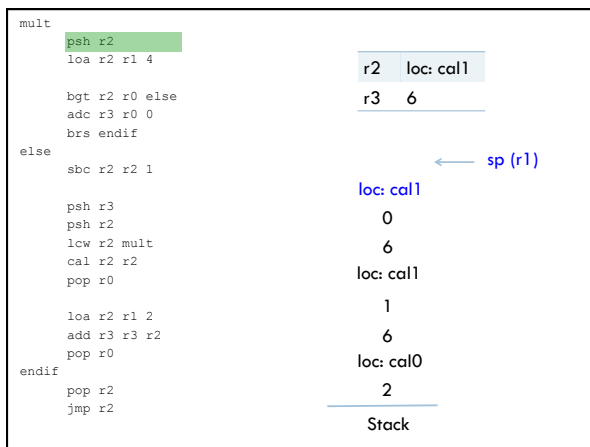 mult
psh r2
loa r2 r1 4
bgt r2 r0 else
adc r3 r0 0
brs endif
else
sbc r2 r2 1
psh r3
psh r2
lcw r2 mult
cal r2 r2
pop r0
loa r2 r1 2
add r3 r3 r2
pop r0
endif
pop r2
jmp r2
r2 loc: cal1
r3 6
sp (r1)
loc: cal1
0
6
loc: cal1
1
6
loc: cal0
2
Stack